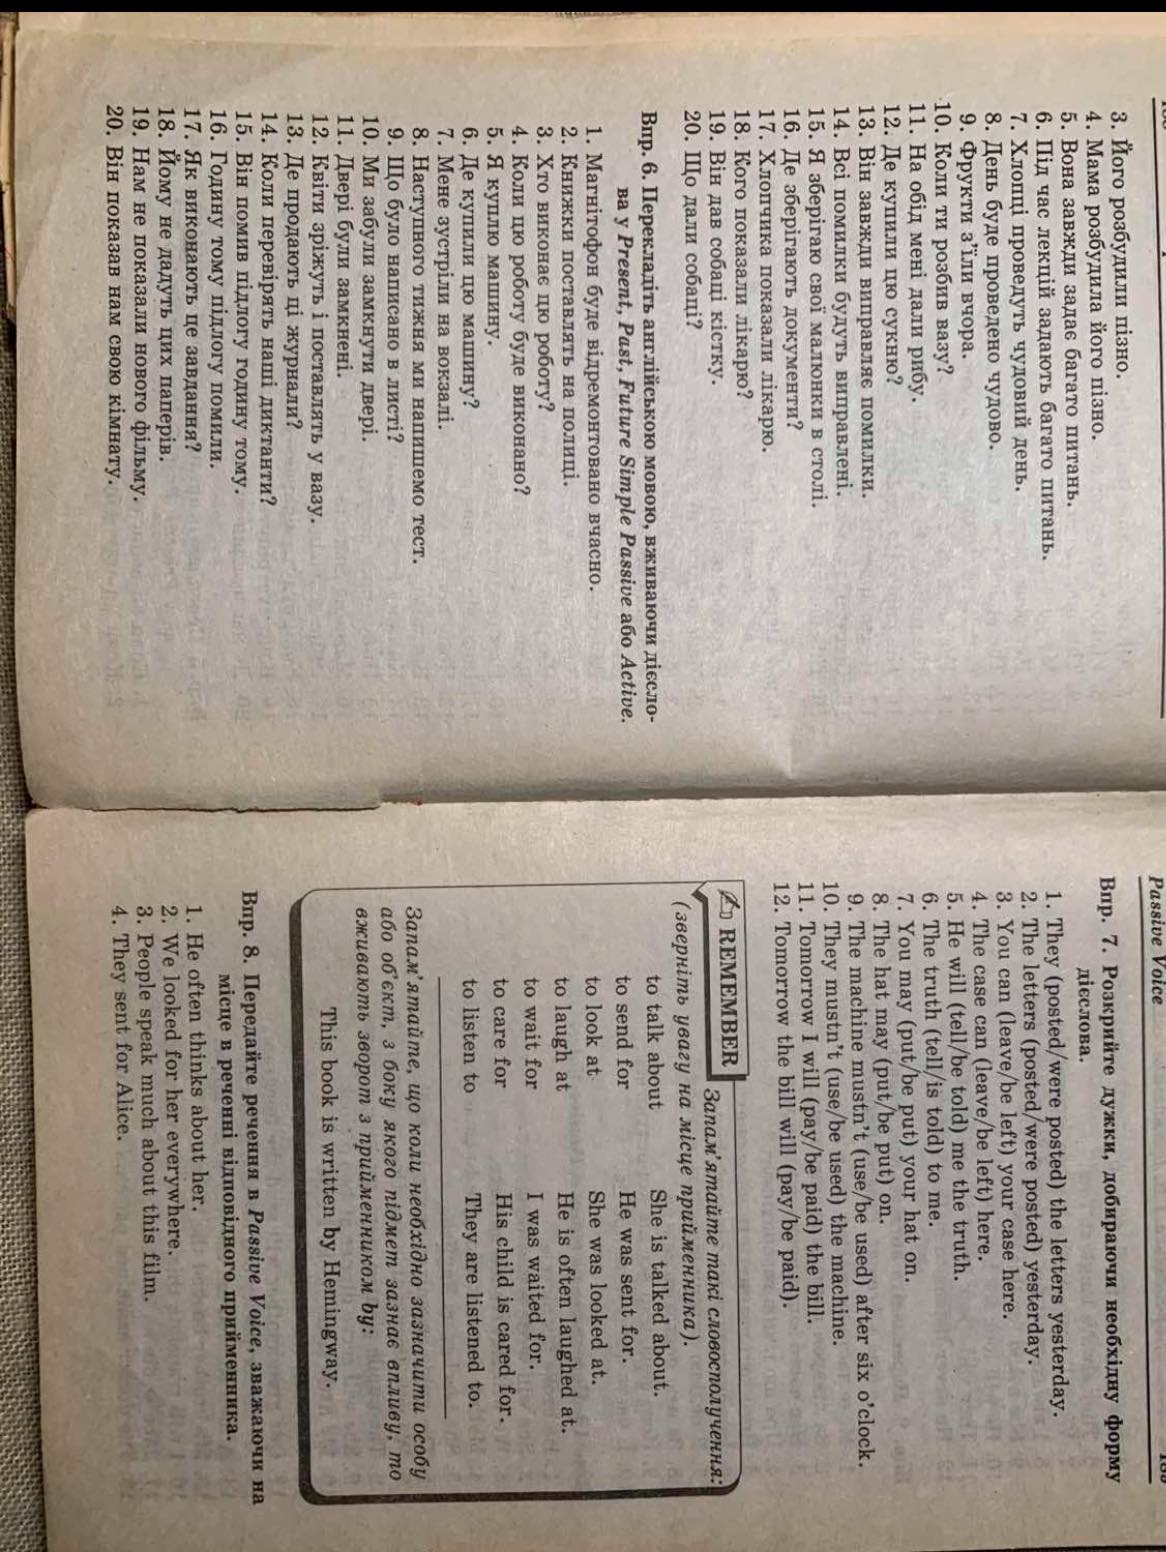 3. Його розбудили пізно.
4. Мама розбудила його пізно.
5. Вона завжди задає багато питань.
6. Під час лекцій задають багато питань.
7. Хлопці проведуть чудовий день.
8. День буде проведено чудово.
9. Фрукти з'їли вчора.
10. Коли ти розбив вазу?
11. На обід мені дали рибу.
12. Де купили цю сукню?
13. Він завжди виправляє помилки.
14. Всі помилки будуть виправлені.
15. Я зберігаю свої малюнки в столі.
16. Де зберігають документи?
17. Хлопчика показали лікарю.
18. Кого показали лікарю?
19. Він дав собаці кістку.
20. Що дали собаці?
Впр. 6. Перекладіть англійською мовою, вживаючи дієсло-
ва у Present, Past, Future Simple Passive або Active.
1. Магнітофон буде відремонтовано вчасно.
2. Книжки поставлять на полиці.
3. Хто виконає цю роботу?
4. Коли цю роботу буде виконано?
5. Я куплю машину.
6. Де купили цю машину?
7. Мене зустріли на вокзалі.
8. Наступного тижня ми напишемо тест.
9. Що було написано в листі?
10. Ми забули замкнути двері.
11. Двері були замкнені.
12. Квіти зріжуть і поставлять у вазу.
13. Де продають ці журнали?
14. Коли перевірять наші диктанти?
15. Він помив підлогу годину тому.
16. Годину тому підлогу помили.
17. Як виконають це завдання?
18. Йому не дадуть цих паперів.
19. Нам не показали нового фільму.
20. Він показав нам свою кімнату.
Passive Voice
Впр. 7. Розкрийте дужки, добираючи необхідну форму
дієслова.
1. They (posted/were posted) the letters yesterday.
2. The letters (posted/were posted) yesterday.
3. You can (leave/be left) your case here.
4. The case can (leave/be left) here.
5. He will (tell/be told) me the truth.
6. The truth (tell/is told) to me.
7. You may (put/be put) your hat on.
8. The hat may (put/be put) on.
9. The machine mustn't (use/be used) after six o'clock.
10. They mustn't (use/be used) the machine.
11. Tomorrow I will (pay/be paid) the bill.
12. Tomorrow the bill will (pay/be paid).
REMEMBER Запам'ятайте такі словосполучення:
(зверніть увагу на місце прийменника).
to talk about She is talked about.
to send for He was sent for.
to look at She was looked at.
to laugh at He is often laughed at.
to wait for I was waited for.
to care for His child is cared for.
to listen to They are listened to.
Запам'ятайте, що коли необхідно зазначити особу
або об'єкт, з боку якого підмет зазнає впливу, то
вживають зворот з прийменником by:
This book is written by Hemingway.
Впр. 8. Передайте речення в Passive Voice, зважаючи на
місце в реченні відповідного прийменника.
1. He often thinks about her.
2. We looked for her everywhere.
3. People speak much about this film.
4. They sent for Alice.